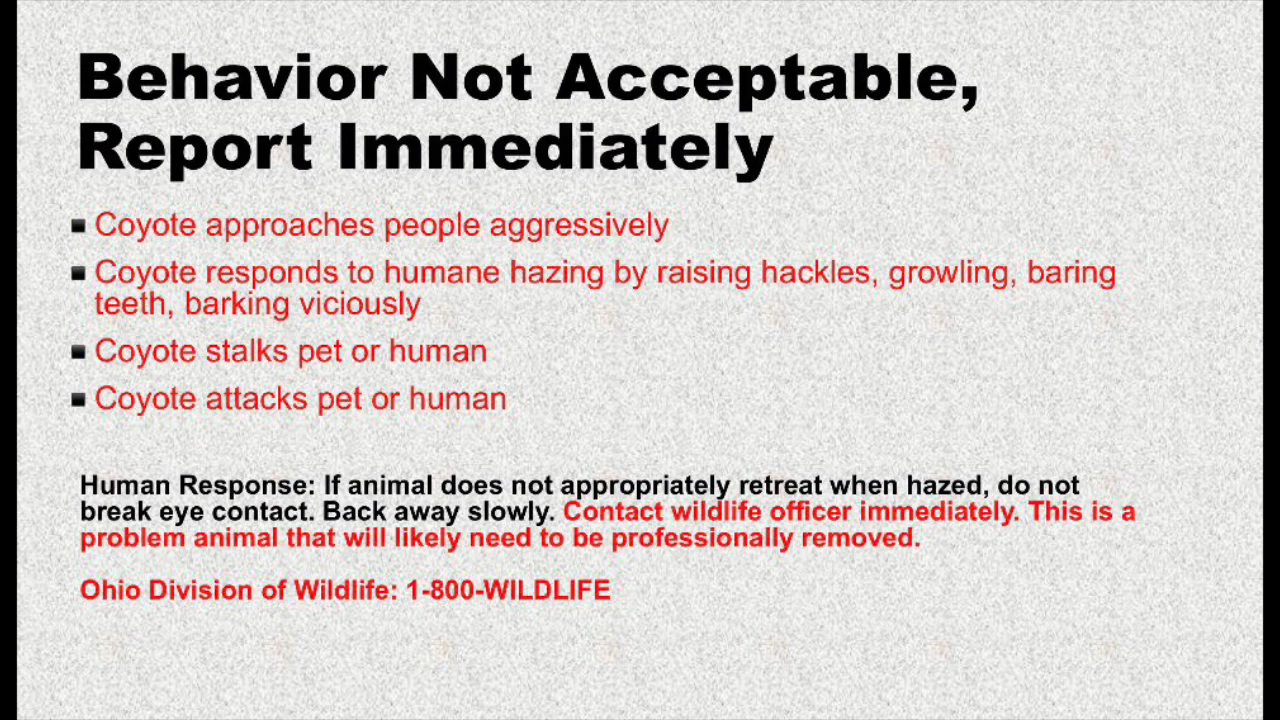 Behavior Not Acceptable,
Report Immediately
Coyote approaches people aggressively
Coyote responds to humane hazing by raising hackles, growling, baring
teeth, barking viciously
Coyote stalks pet or human
Coyote attacks pet or human
Human Response: If animal does not appropriately retreat when hazed, do not
break eye contact. Back away slowly. Contact wildlife officer immediately. This is a
problem animal that will likely need to be professionally removed.
Ohio Division of Wildlife: 1-800-WILDLIFE